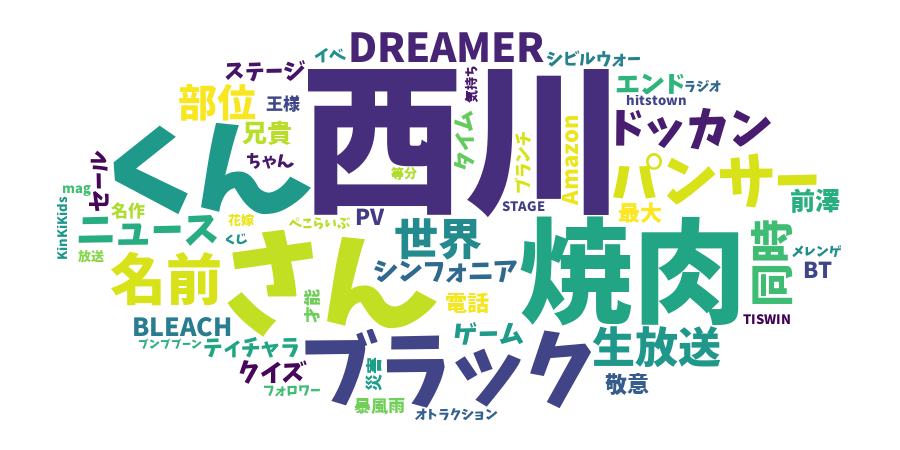 DREAMER
イベ
シビルウォー
ステージ
気持ち
エンド
ラジオ
部位
王様
西川
hitstown
ドッカン
兄貴
タイム
ブランチ
Amazon
くん
ちゃん
セール
箏分
パンサー
mag
名作
STAGE
最大
前澤
KinKiKids
ニュース
花嫁
ぺこらいぶ
PV
くじ
世界
焼肉
同時
メレンゲ
放送
さん
シンフォニア
BT
名前
才能
電話
TISWIN
BLEACH
ゲーム
生放送
ブンブブーン
ティチャラ
ブラック
クイズ
災害
敬意
フォロワー
暴風雨
オトラクション